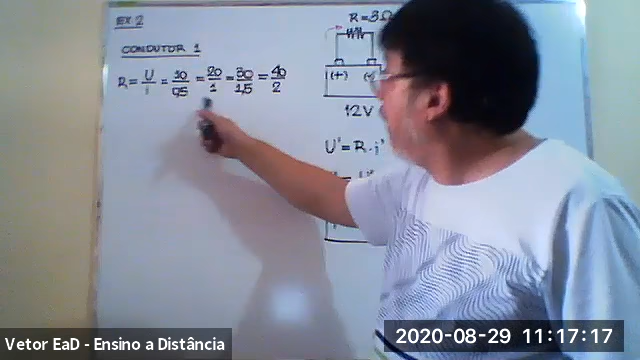 EX 2
R=3Ω
CONDUTOR 1
R = U/i = 10/0,5 = 20/1 = 30/1,5 = 40/2
(+)
12V
U' = R · i'
Vetor EaD - Ensino a Distância
2020-08-29 11:17:17